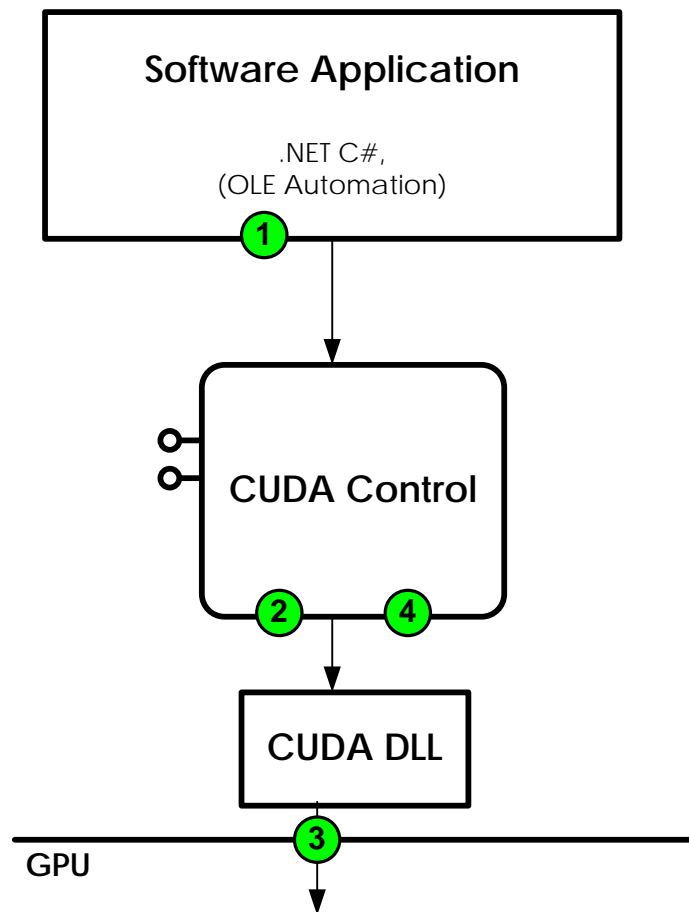 Software Application
.NET C#,
(OLE Automation)
1
CUDA Control
2 4
CUDA DLL
3
GPU